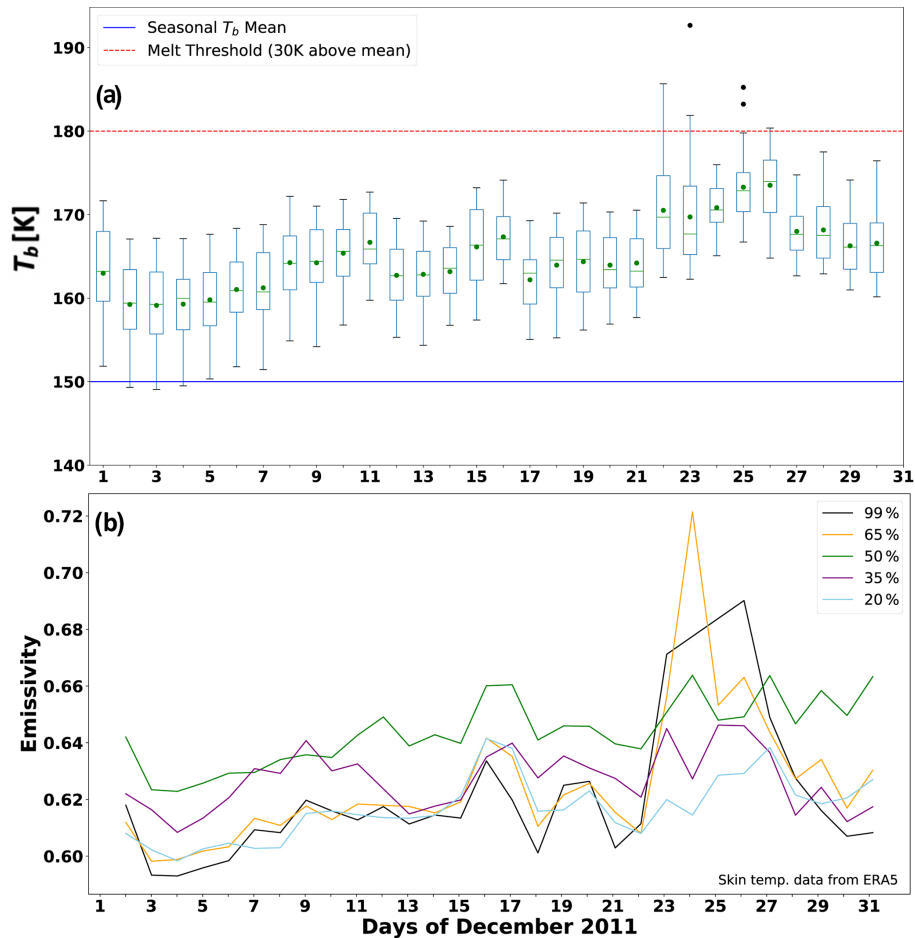 Seasonal Tb Mean
Melt Threshold (30K above mean)
(a)
190
180
170
160
150
140
Tb [K]
1 3 5 7 9 11 13 15 17 19 21 23 25 27 29 31
(b)
99 %
65 %
50 %
35 %
20 %
0.72
0.70
0.68
0.66
0.64
0.62
0.60
Emissivity
Skin temp. data from ERA5
1 3 5 7 9 11 13 15 17 19 21 23 25 27 29 31
Days of December 2011